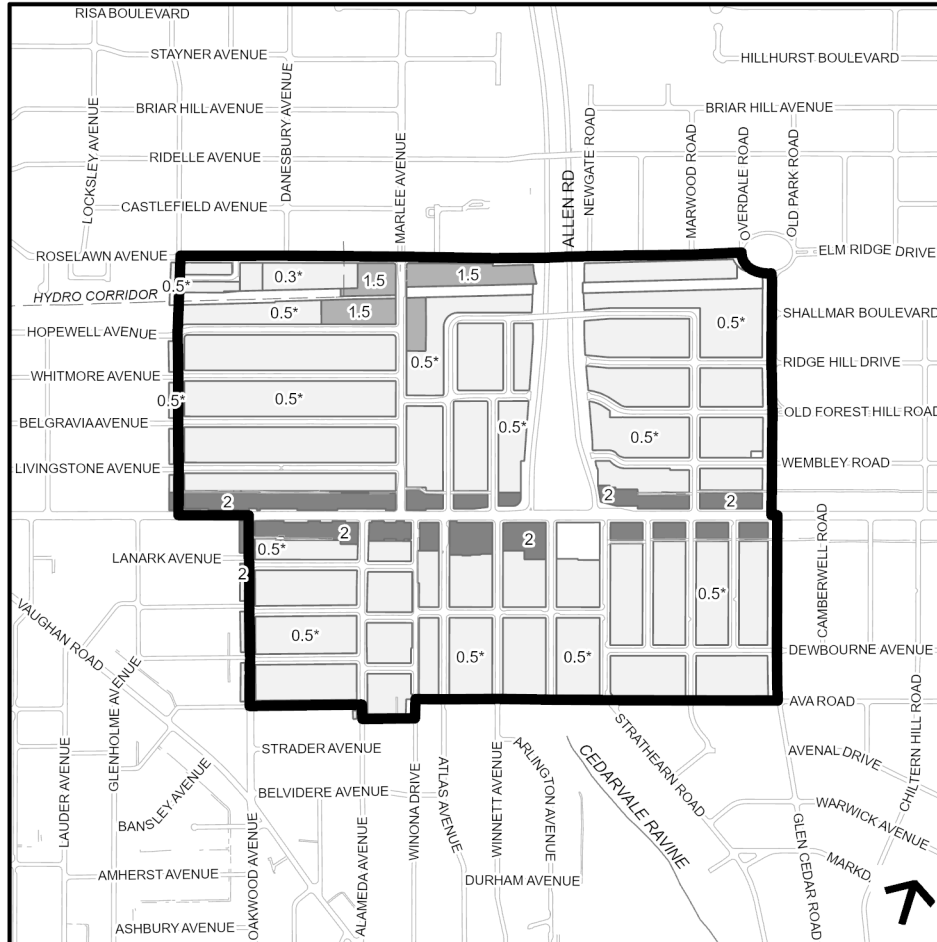 RISA BOULEVARD
STAYNER AVENUE
HILLHURST BOULEVARD
DANESBURY AVENUE
BRIAR HILL AVENUE
BRIAR HILL AVENUE
LOCKSLEY AVENUE
MARLEE AVENUE
ALLEN RD
NEWGATE ROAD
MARWOOD ROAD
OVERDALE ROAD
OLD PARK ROAD
RIDELLE AVENUE
CASTLEFIELD AVENUE
ROSELAWN AVENUE
ELM RIDGE DRIVE
0.3*
1.5
1.5
0.5*
HYDRO CORRIDOR
0.5*
1.5
SHALLMAR BOULEVARD
0.5*
HOPEWELL AVENUE
0.5*
RIDGE HILL DRIVE
WHITMORE AVENUE
0.5*
0.5*
OLD FOREST HILL ROAD
BELGRAVIA AVENUE
0.5*
0.5*
LIVINGSTONE AVENUE
WEMBLEY ROAD
2
2
2
2
2
0.5*
LANARK AVENUE
2
CAMBERWELL ROAD
0.5*
VAUGHAN ROAD
0.5*
0.5*
0.5*
DEWBOURNE AVENUE
GLENHOLME AVENUE
AVA ROAD
CHILTERN HILL ROAD
STRATHEARN ROAD
STRADER AVENUE
ARLINGTON AVENUE
CEDARVALE RAVINE
AVENAL DRIVE
LAUDER AVENUE
BANSLEY AVENUE
BELVIDERE AVENUE
WINONA DRIVE
ATLAS AVENUE
WINNETT AVENUE
WARWICK AVENUE
GLEN CEDAR ROAD
MARKD
AMHERST AVENUE
OAKWOOD AVENUE
ALAMEDA AVENUE
DURHAM AVENUE
ASHBURY AVENUE